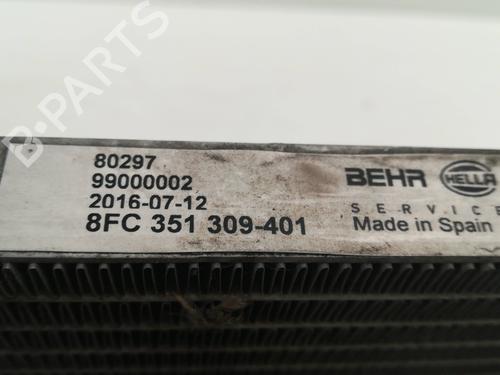 80297
99000002
2016-07-12
8FC 351 309-401
BEHR HELLA
SERVICE
Made in Spain
B-PARTS